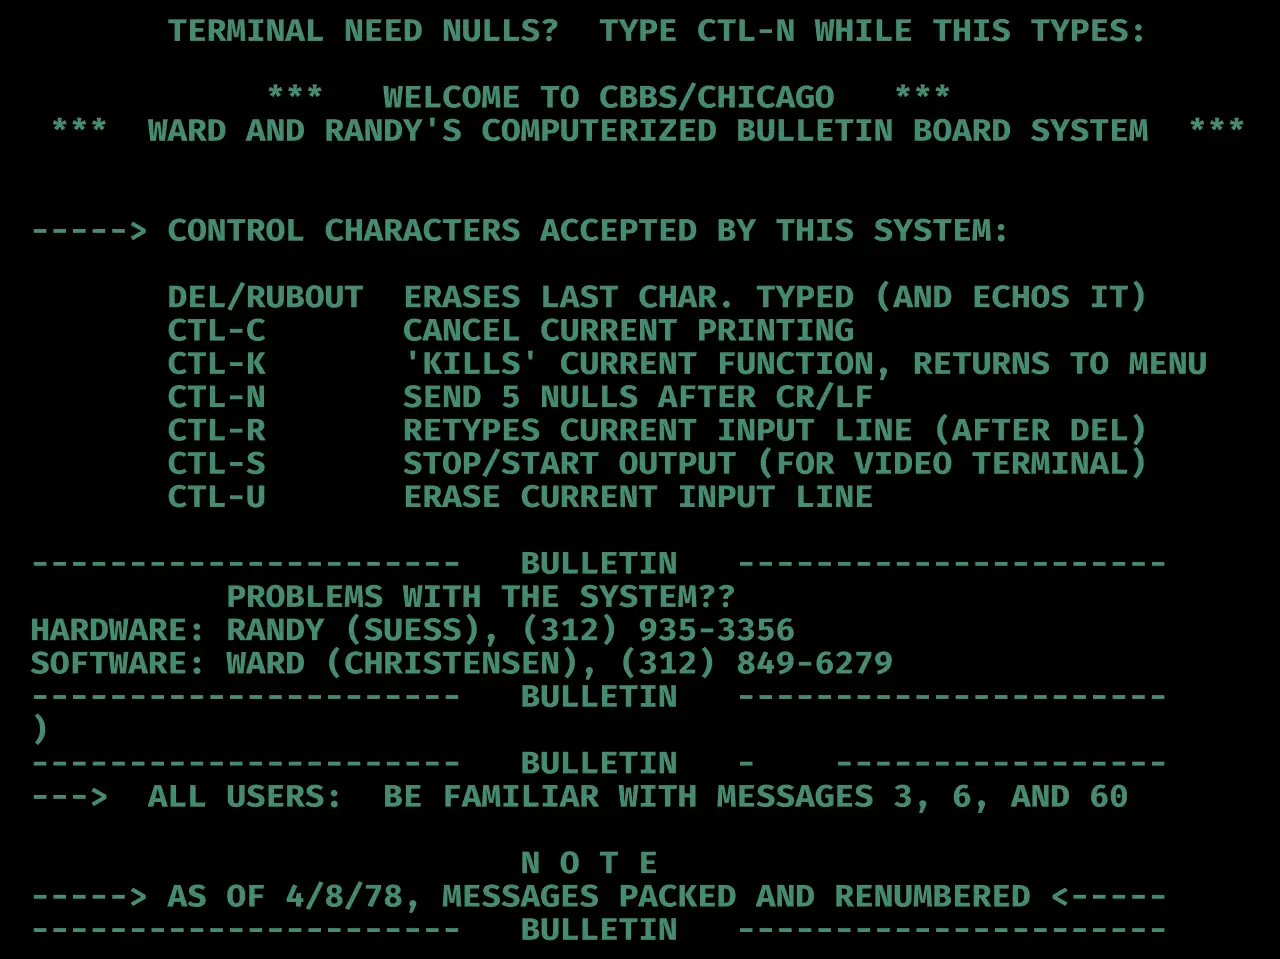 TERMINAL NEED NULLS?  TYPE CTL-N WHILE THIS TYPES:
***   WELCOME TO CBBS/CHICAGO   ***
***  WARD AND RANDY'S COMPUTERIZED BULLETIN BOARD SYSTEM  ***
-----> CONTROL CHARACTERS ACCEPTED BY THIS SYSTEM:
DEL/RUBOUT  ERASES LAST CHAR. TYPED (AND ECHOS IT)
CTL-C       CANCEL CURRENT PRINTING
CTL-K       'KILLS' CURRENT FUNCTION, RETURNS TO MENU
CTL-N       SEND 5 NULLS AFTER CR/LF
CTL-R       RETYPES CURRENT INPUT LINE (AFTER DEL)
CTL-S       STOP/START OUTPUT (FOR VIDEO TERMINAL)
CTL-U       ERASE CURRENT INPUT LINE
----------------------   BULLETIN   ----------------------
PROBLEMS WITH THE SYSTEM??
HARDWARE: RANDY (SUESS), (312) 935-3356
SOFTWARE: WARD (CHRISTENSEN), (312) 849-6279
----------------------   BULLETIN   ----------------------
)
----------------------   BULLETIN   -    -----------------
--->  ALL USERS:  BE FAMILIAR WITH MESSAGES 3, 6, AND 60
N O T E
-----> AS OF 4/8/78, MESSAGES PACKED AND RENUMBERED <-----
----------------------   BULLETIN   ----------------------